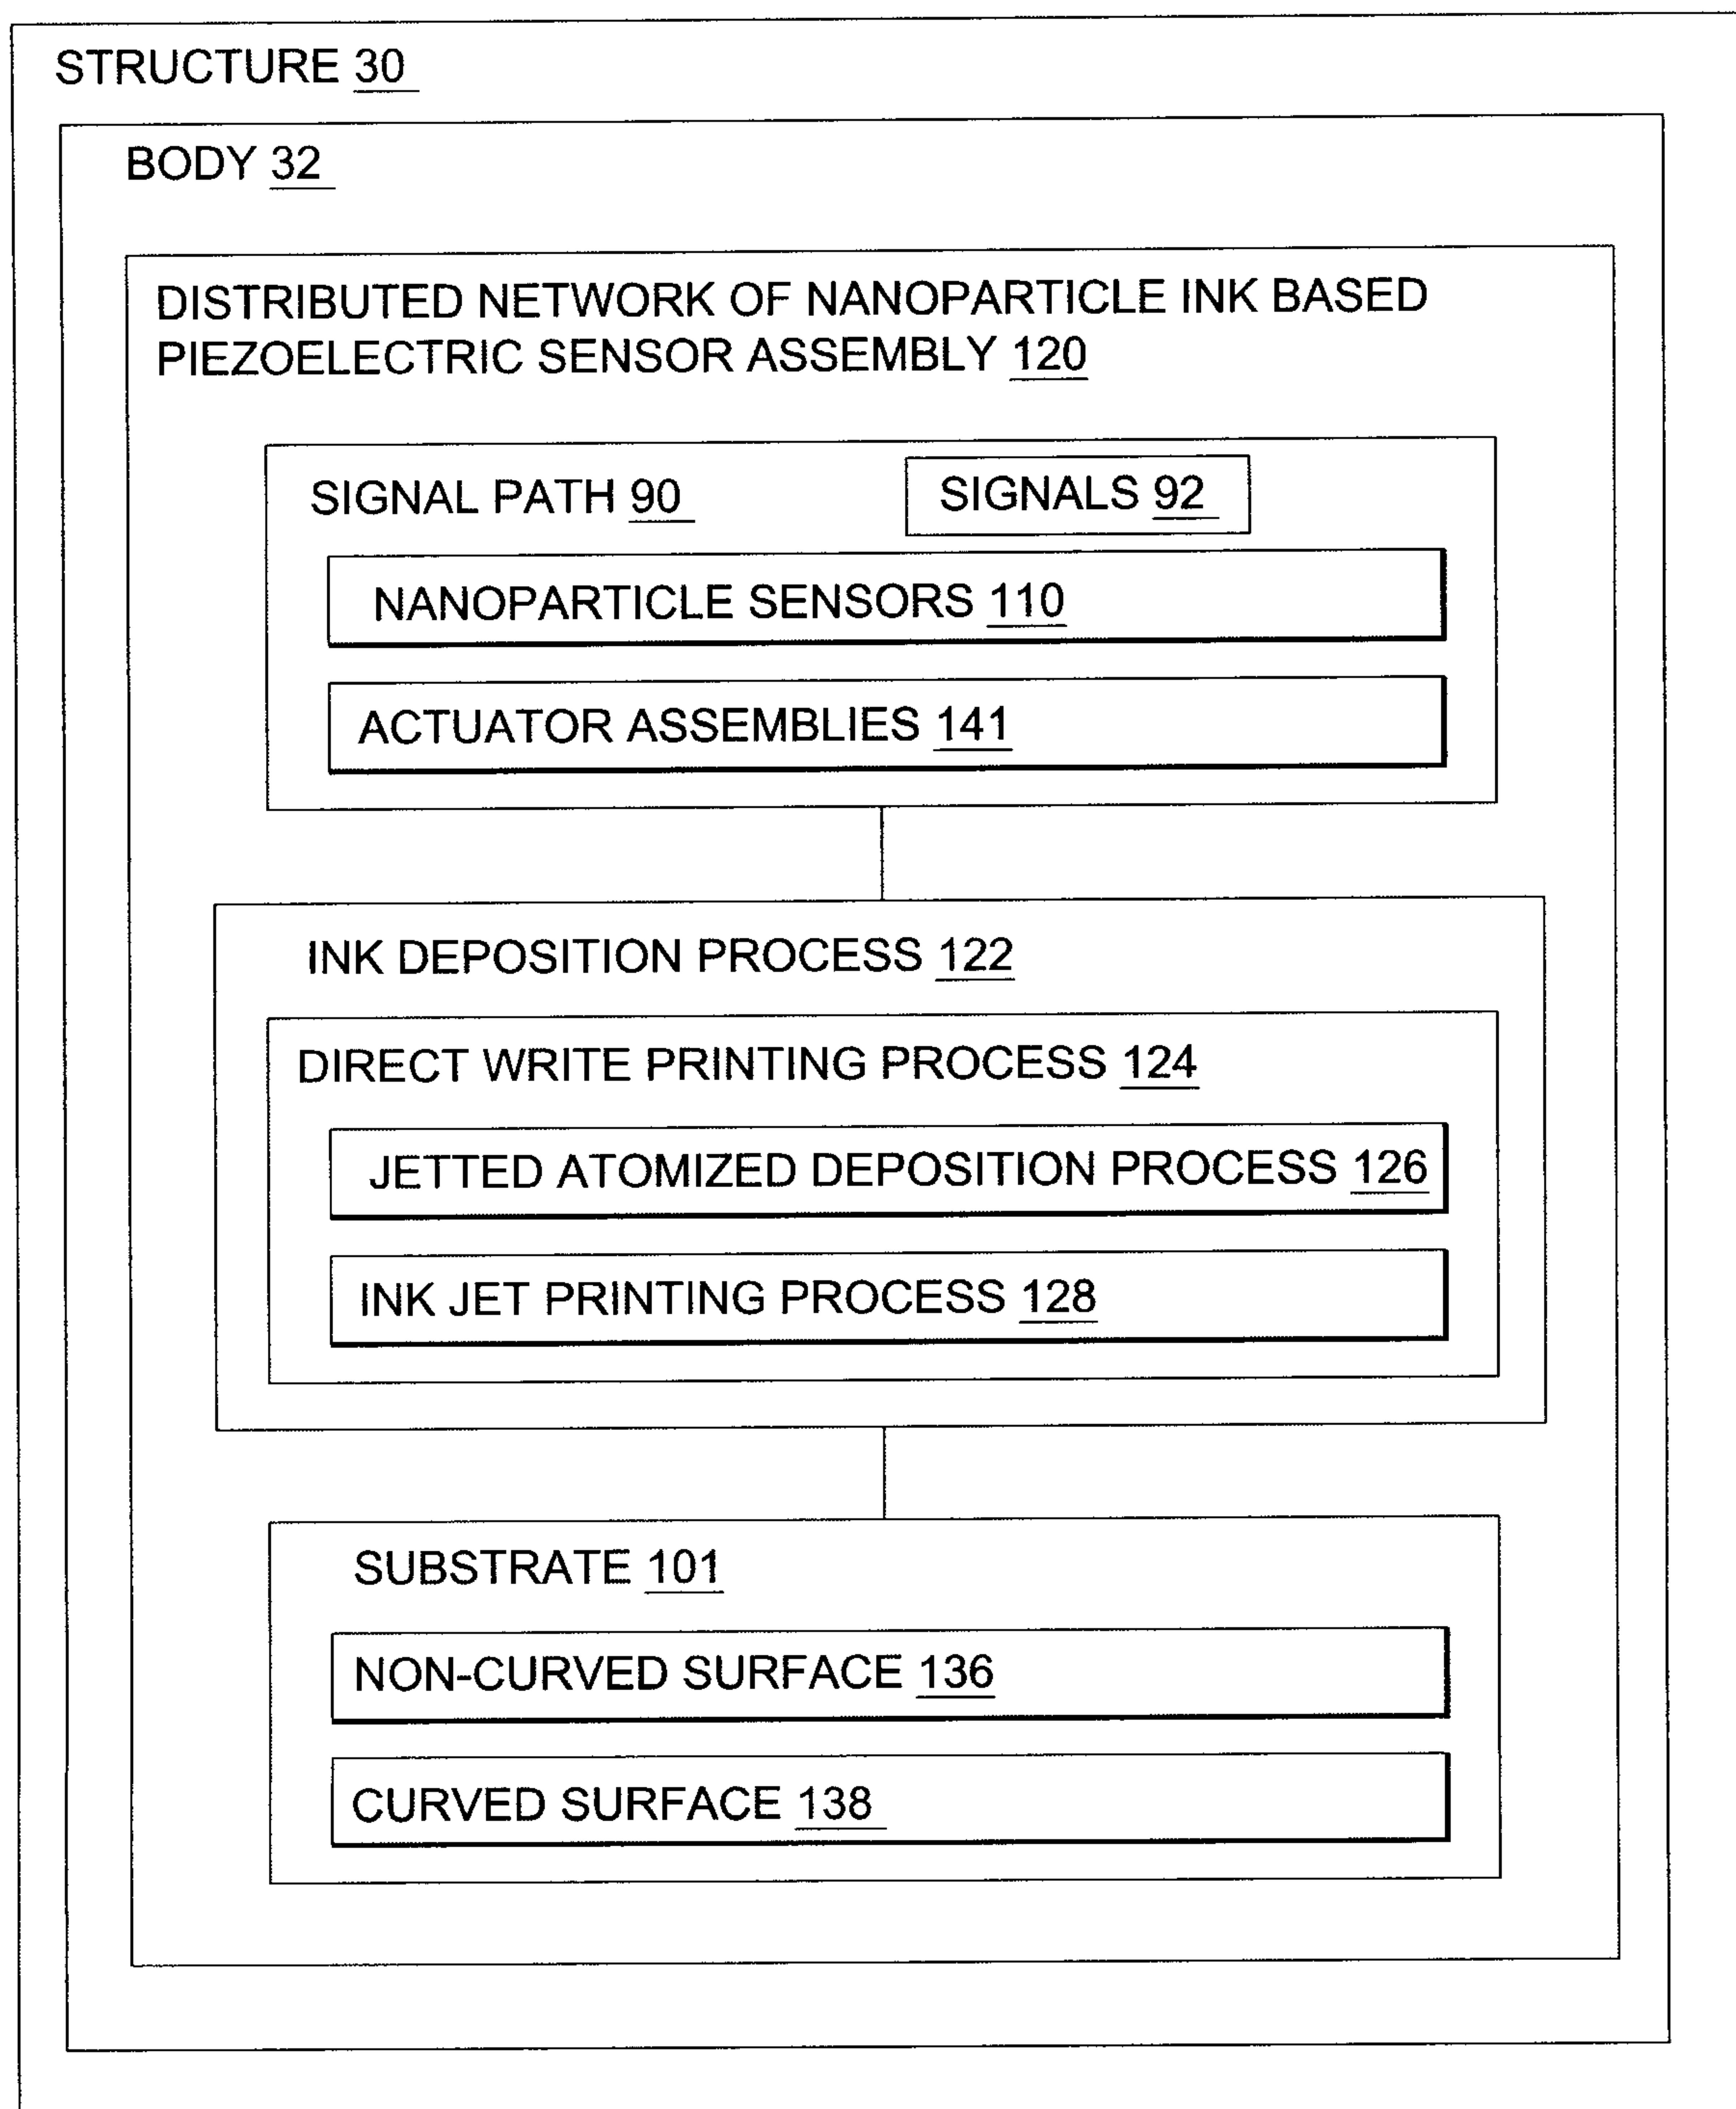 STRUCTURE 30
BODY 32
DISTRIBUTED NETWORK OF NANOPARTICLE INK BASED
PIEZOELECTRIC SENSOR ASSEMBLY 120
SIGNAL PATH 90
SIGNALS 92
NANOPARTICLE SENSORS 110
ACTUATOR ASSEMBLIES 141
INK DEPOSITION PROCESS 122
DIRECT WRITE PRINTING PROCESS 124
JETTED ATOMIZED DEPOSITION PROCESS 126
INK JET PRINTING PROCESS 128
SUBSTRATE 101
NON-CURVED SURFACE 136
CURVED SURFACE 138